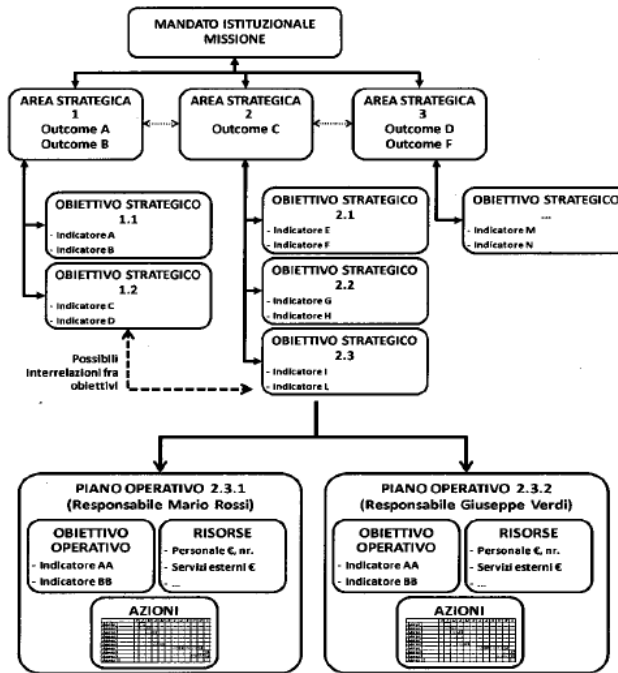 MANDATO ISTITUZIONALE
MISSIONE
AREA STRATEGICA
1
Outcome A
Outcome B
AREA STRATEGICA
2
Outcome C
AREA STRATEGICA
3
Outcome D
Outcome F
OBIETTIVO STRATEGICO
1.1
- Indicatore A
- Indicatore B
OBIETTIVO STRATEGICO
1.2
- Indicatore C
- Indicatore D
OBIETTIVO STRATEGICO
2.1
- Indicatore E
- Indicatore F
OBIETTIVO STRATEGICO
2.2
- Indicatore G
- Indicatore H
OBIETTIVO STRATEGICO
2.3
- Indicatore I
- Indicatore L
OBIETTIVO STRATEGICO
...
- Indicatore M
- Indicatore N
Possibili
Interrelazioni fra
obiettivi
PIANO OPERATIVO 2.3.1
(Responsabile Mario Rossi)
OBIETTIVO
OPERATIVO
- Indicatore AA
- Indicatore BB
RISORSE
- Personale €, nr.
- Servizi esterni €
- ...
AZIONI
PIANO OPERATIVO 2.3.2
(Responsabile Giuseppe Verdi)
OBIETTIVO
OPERATIVO
- Indicatore AA
- Indicatore BB
RISORSE
- Personale €, nr.
- Servizi esterni €
- ...
AZIONI